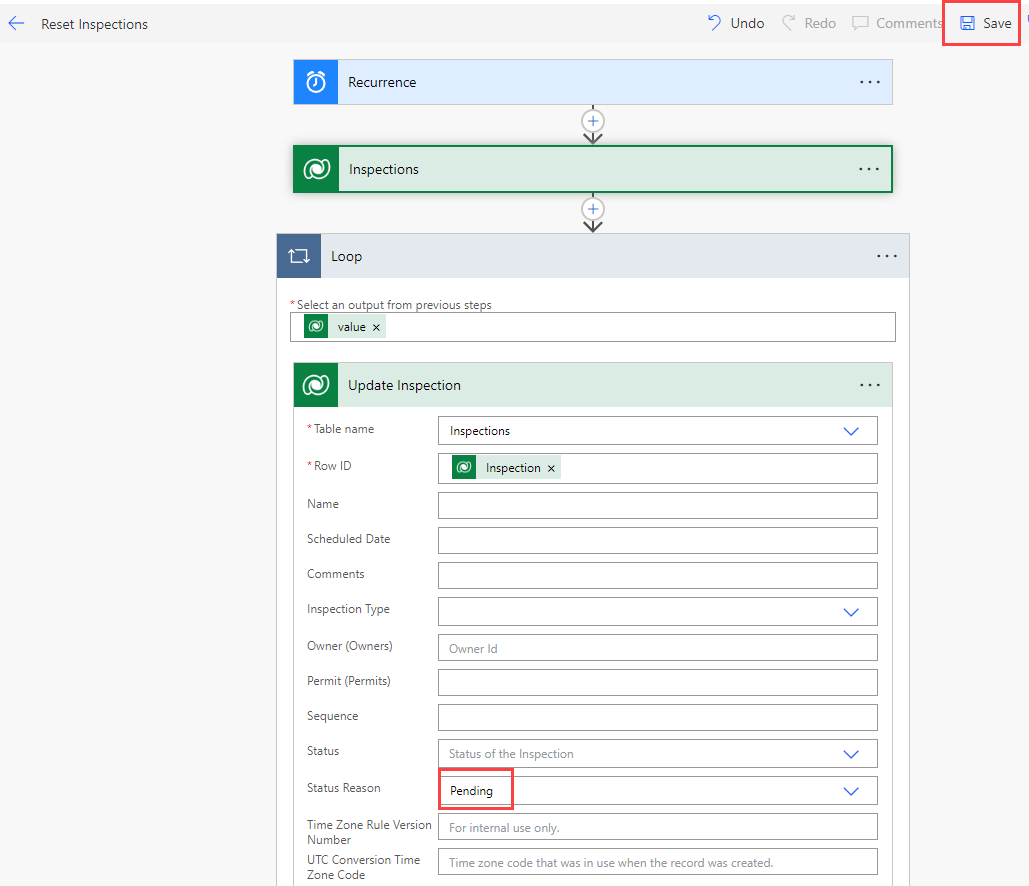 Reset Inspections
Undo
Redo
Comments
Save
Recurrence
Inspections
Loop
* Select an output from previous steps
value ×
Update Inspection
* Table name
Inspections
* Row ID
Inspection ×
Name
Scheduled Date
Comments
Inspection Type
Owner (Owners)
Owner Id
Permit (Permits)
Sequence
Status
Status of the Inspection
Status Reason
Pending
Time Zone Rule Version
Number
For internal use only.
UTC Conversion Time
Zone Code
Time zone code that was in use when the record was created.